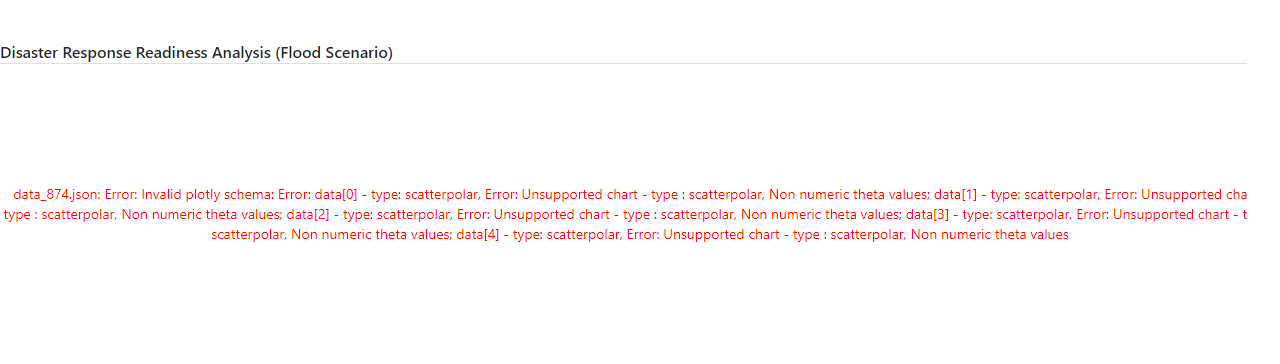 Disaster Response Readiness Analysis (Flood Scenario)
data_874.json: Error: Invalid plotly schema: Error: data[0] - type: scatterpolar, Error: Unsupported chart - type : scatterpolar, Non numeric theta values; data[1] - type: scatterpolar, Error: Unsupported cha
type : scatterpolar, Non numeric theta values; data[2] - type: scatterpolar, Error: Unsupported chart - type : scatterpolar, Non numeric theta values; data[3] - type: scatterpolar, Error: Unsupported chart - t
scatterpolar, Non numeric theta values; data[4] - type: scatterpolar, Error: Unsupported chart - type : scatterpolar, Non numeric theta values